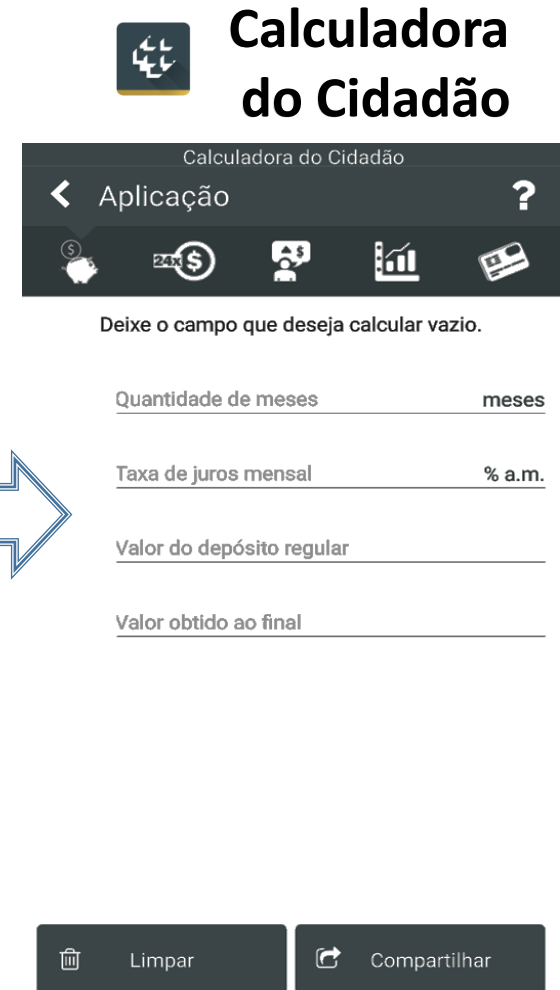 Calculadora
do Cidadão
Calculadora do Cidadão
Aplicação ?
$ 24x $ $
Deixe o campo que deseja calcular vazio.
Quantidade de meses meses
Taxa de juros mensal % a.m.
Valor do depósito regular
Valor obtido ao final
Limpar Compartilhar